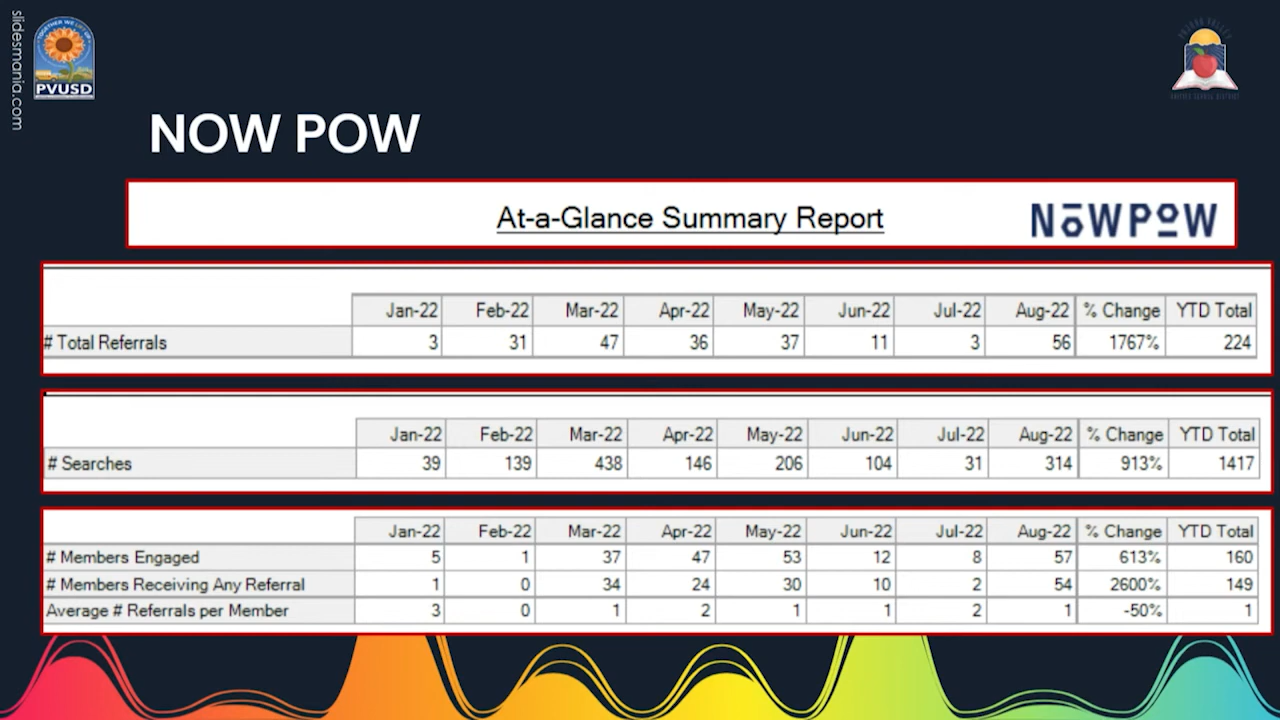 slidesmania.com
TOGETHER WE LIFT UP
PVUSD
NOW POW
At-a-Glance Summary Report
NOWPOW
Jan-22 Feb-22 Mar-22 Apr-22 May-22 Jun-22 Jul-22 Aug-22 % Change YTD Total
# Total Referrals 3 31 47 36 37 11 3 56 1767% 224
Jan-22 Feb-22 Mar-22 Apr-22 May-22 Jun-22 Jul-22 Aug-22 % Change YTD Total
# Searches 39 139 438 146 206 104 31 314 913% 1417
Jan-22 Feb-22 Mar-22 Apr-22 May-22 Jun-22 Jul-22 Aug-22 % Change YTD Total
# Members Engaged 5 1 37 47 53 12 8 57 613% 160
# Members Receiving Any Referral 1 0 34 24 30 10 2 54 2600% 149
Average # Referrals per Member 3 0 1 2 1 1 2 1 -50% 1